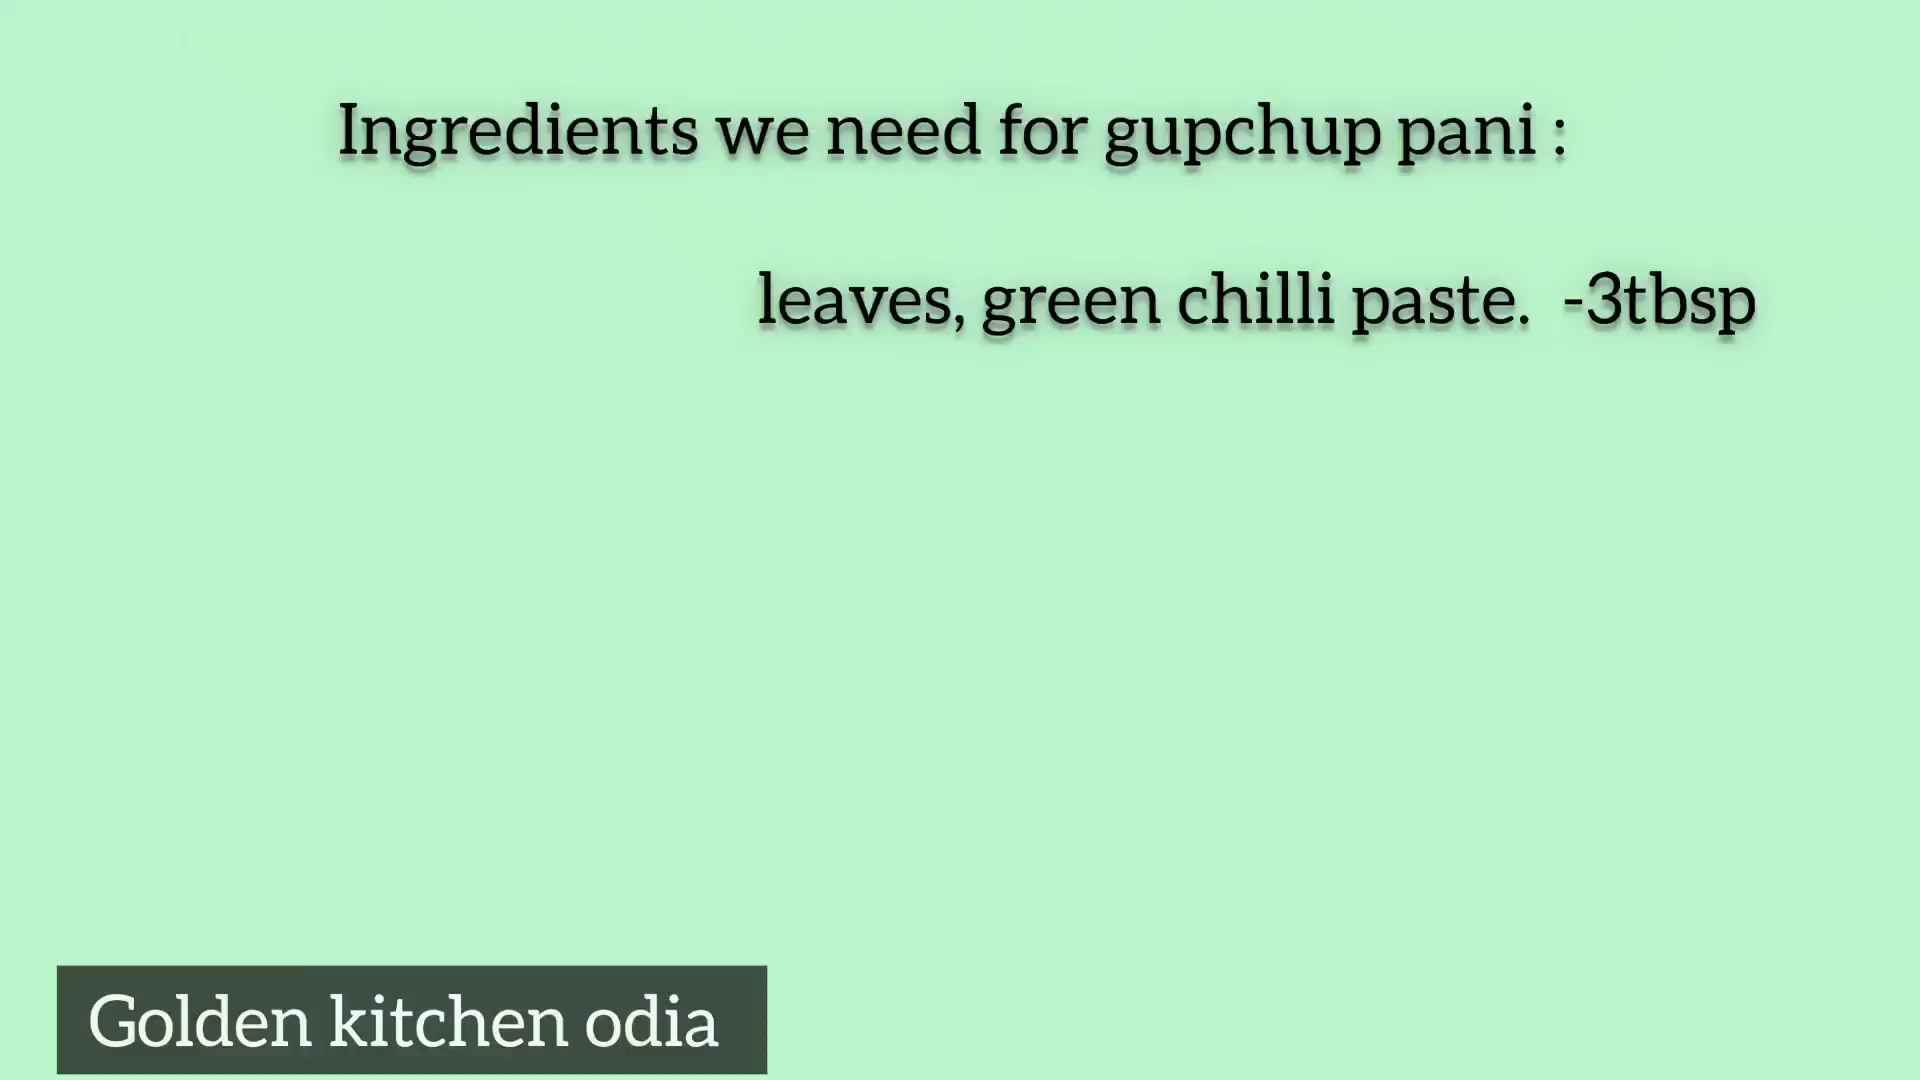 Ingredients we need for gupchup pani :
leaves, green chilli paste.  -3tbsp
Golden kitchen odia